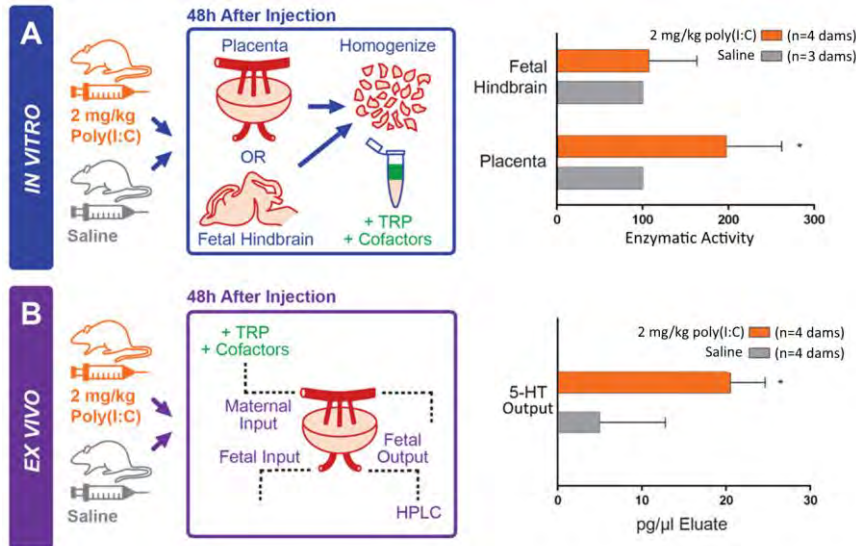 A
IN VITRO
2 mg/kg
Poly(I:C)
Saline
48h After Injection
Placenta
Homogenize
OR
Fetal Hindbrain
+ TRP
+ Cofactors
2 mg/kg poly(I:C) (n=4 dams)
Saline (n=3 dams)
Fetal
Hindbrain
Placenta
*
0 100 200 300
Enzymatic Activity
B
EX VIVO
2 mg/kg
Poly(I:C)
Saline
48h After Injection
+ TRP
+ Cofactors
Maternal
Input
Fetal Input
Fetal
Output
HPLC
2 mg/kg poly(I:C) (n=4 dams)
Saline (n=4 dams)
5-HT
Output
*
0 10 20 30
pg/µl Eluate